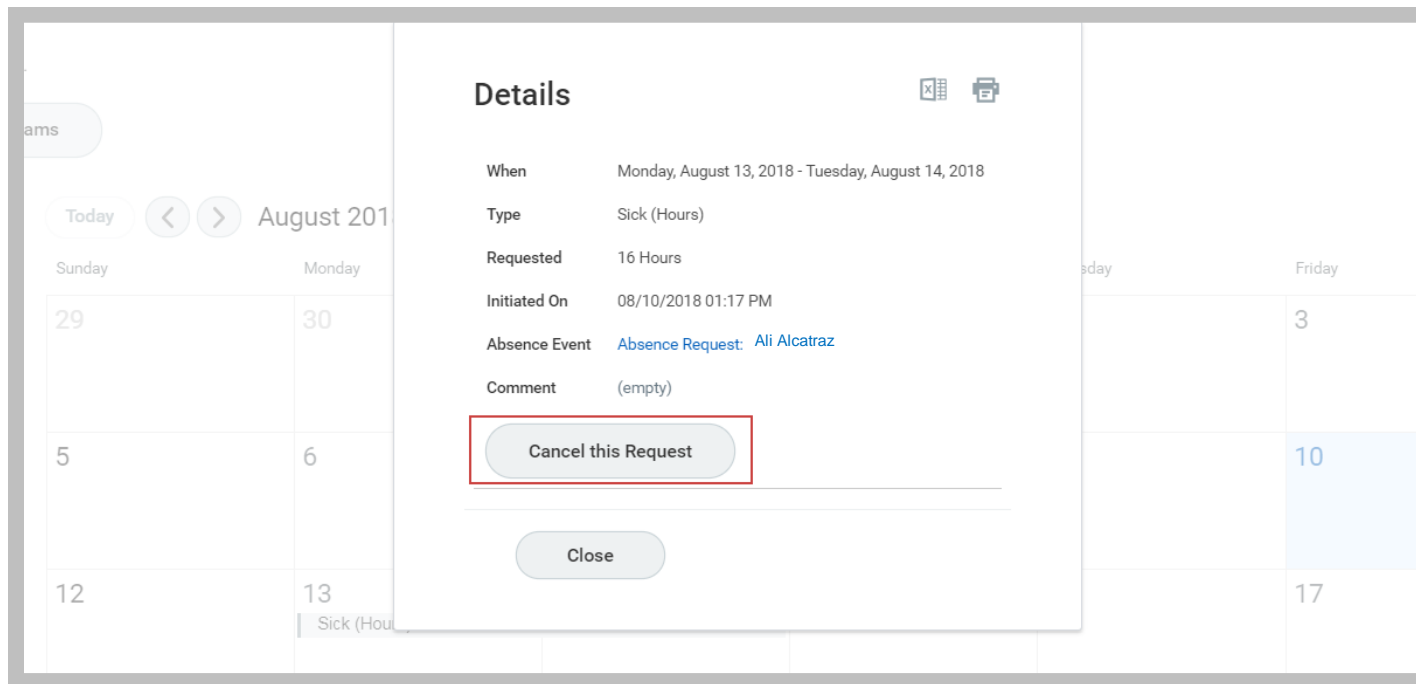 Details
ams
When Monday, August 13, 2018 - Tuesday, August 14, 2018
Type Sick (Hours)
Today August 201
Requested 16 Hours
Sunday Monday sday Friday
Initiated On 08/10/2018 01:17 PM
29 30 3
Absence Event Absence Request: Ali Alcatraz
Comment (empty)
Cancel this Request
5 6 10
Close
12 13 17
Sick (Hou